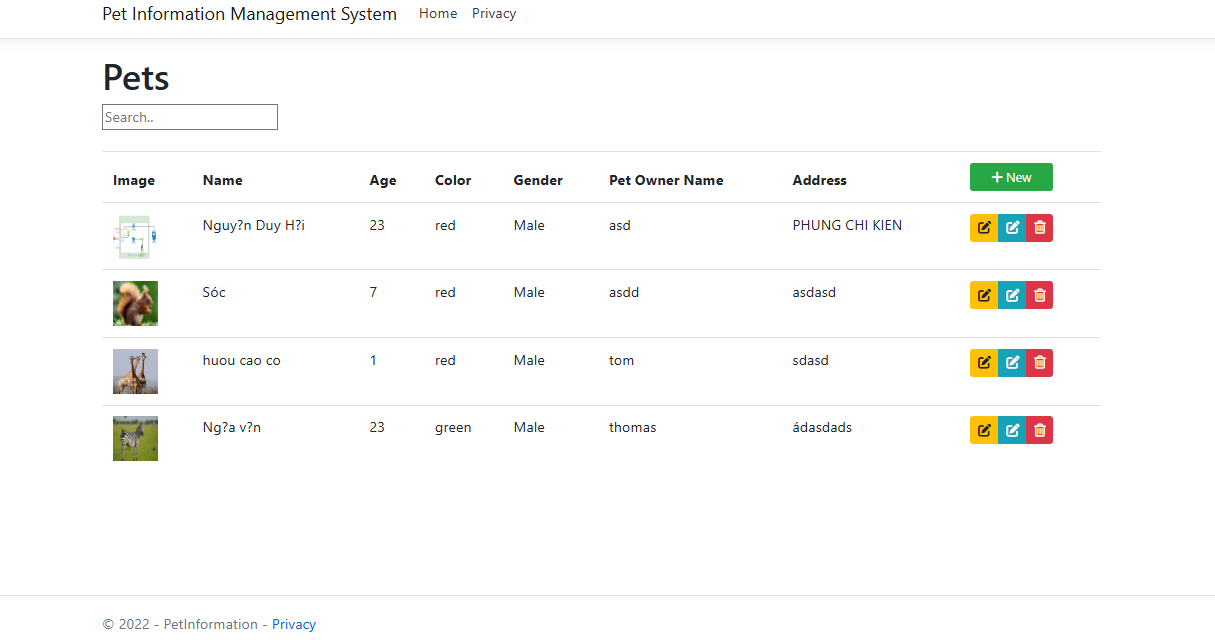 Pet Information Management System Home Privacy
Pets
Search..
Image Name Age Color Gender Pet Owner Name Address + New
Nguy?n Duy H?i 23 red Male asd PHUNG CHI KIEN
Sóc 7 red Male asdd asdasd
huou cao co 1 red Male tom sdasd
Ng?a v?n 23 green Male thomas ádasdads
© 2022 - PetInformation - Privacy